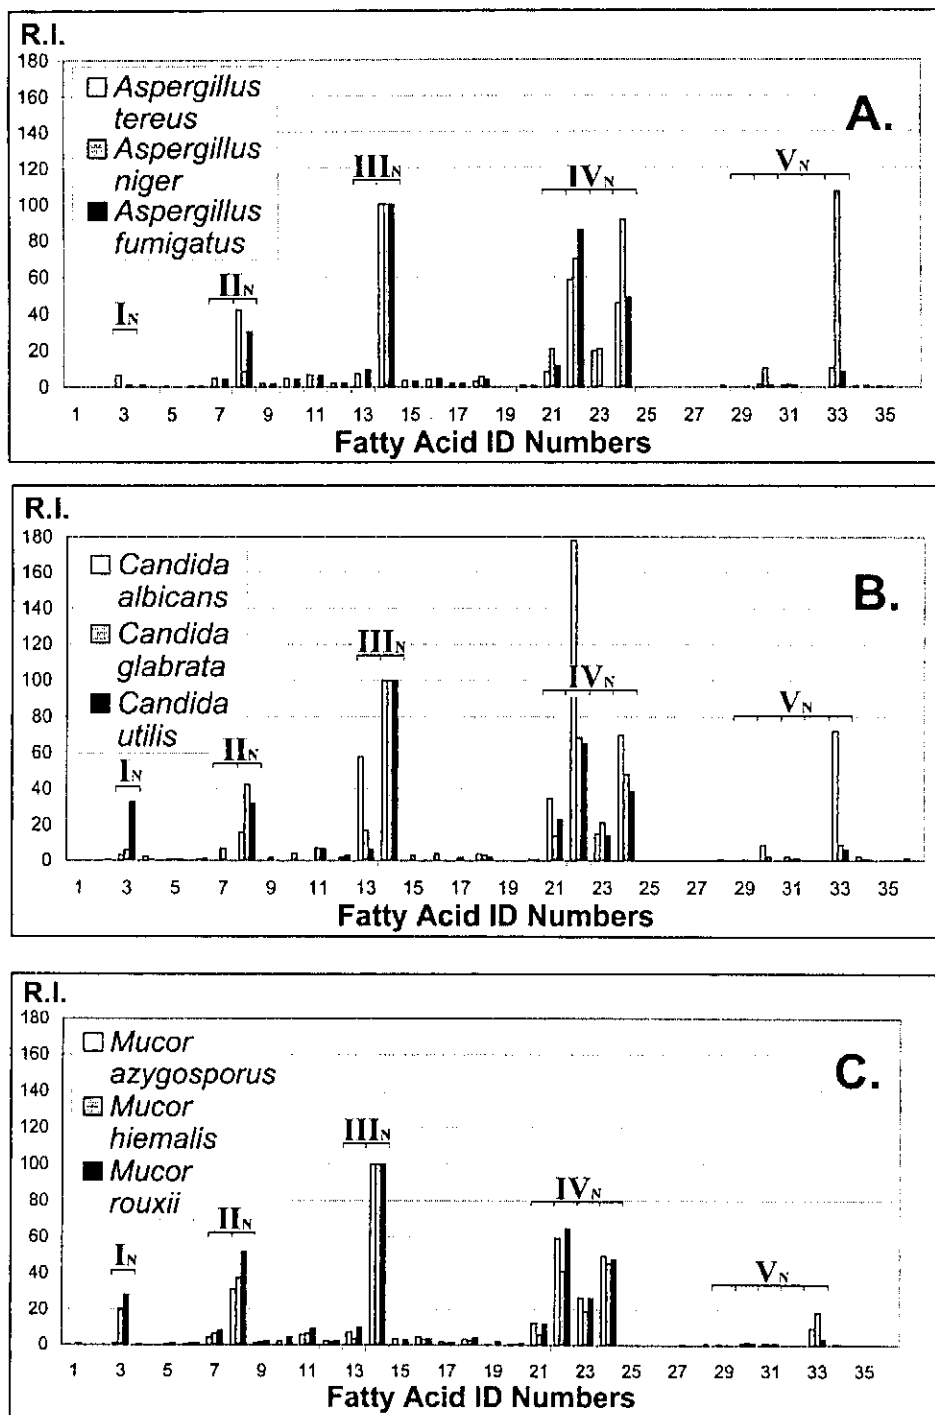 R.I.
180
160
140
120
100
80
60
40
20
0
Aspergillus
tereus
Aspergillus
niger
Aspergillus
fumigatus
A.
IN
IIN
IIIN
IVN
VN
1 3 5 7 9 11 13 15 17 19 21 23 25 27 29 31 33 35
Fatty Acid ID Numbers
R.I.
180
160
140
120
100
80
60
40
20
0
Candida
albicans
Candida
glabrata
Candida
utilis
B.
IN
IIN
IIIN
IVN
VN
1 3 5 7 9 11 13 15 17 19 21 23 25 27 29 31 33 35
Fatty Acid ID Numbers
R.I.
180
160
140
120
100
80
60
40
20
0
Mucor
azygosporus
Mucor
hiemalis
Mucor
rouxii
C.
IN
IIN
IIIN
IVN
VN
1 3 5 7 9 11 13 15 17 19 21 23 25 27 29 31 33 35
Fatty Acid ID Numbers